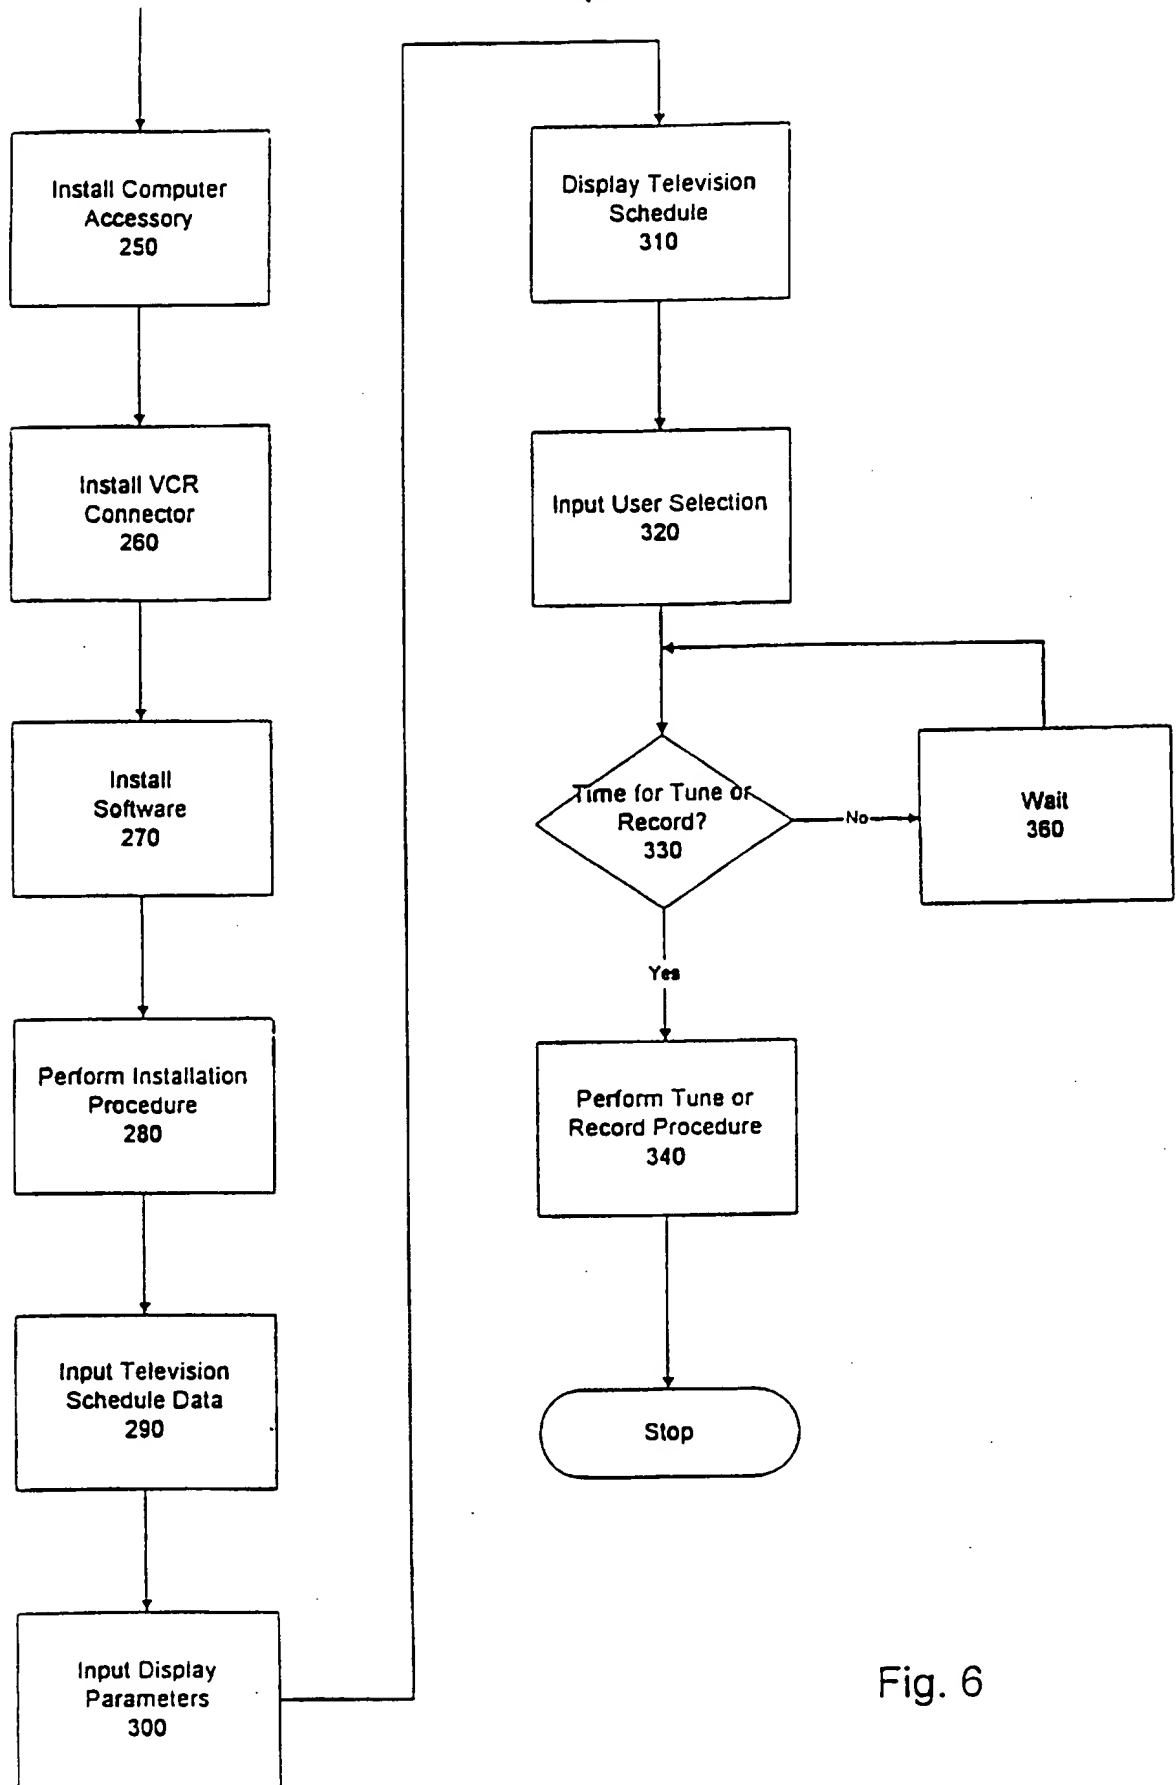 Install Computer
Accessory
250
Install VCR
Connector
260
Install
Software
270
Perform Installation
Procedure
280
Input Television
Schedule Data
290
Input Display
Parameters
300
Display Television
Schedule
310
Input User Selection
320
Time for Tune or
Record?
330
No
Wait
360
Yes
Perform Tune or
Record Procedure
340
Stop
Fig. 6